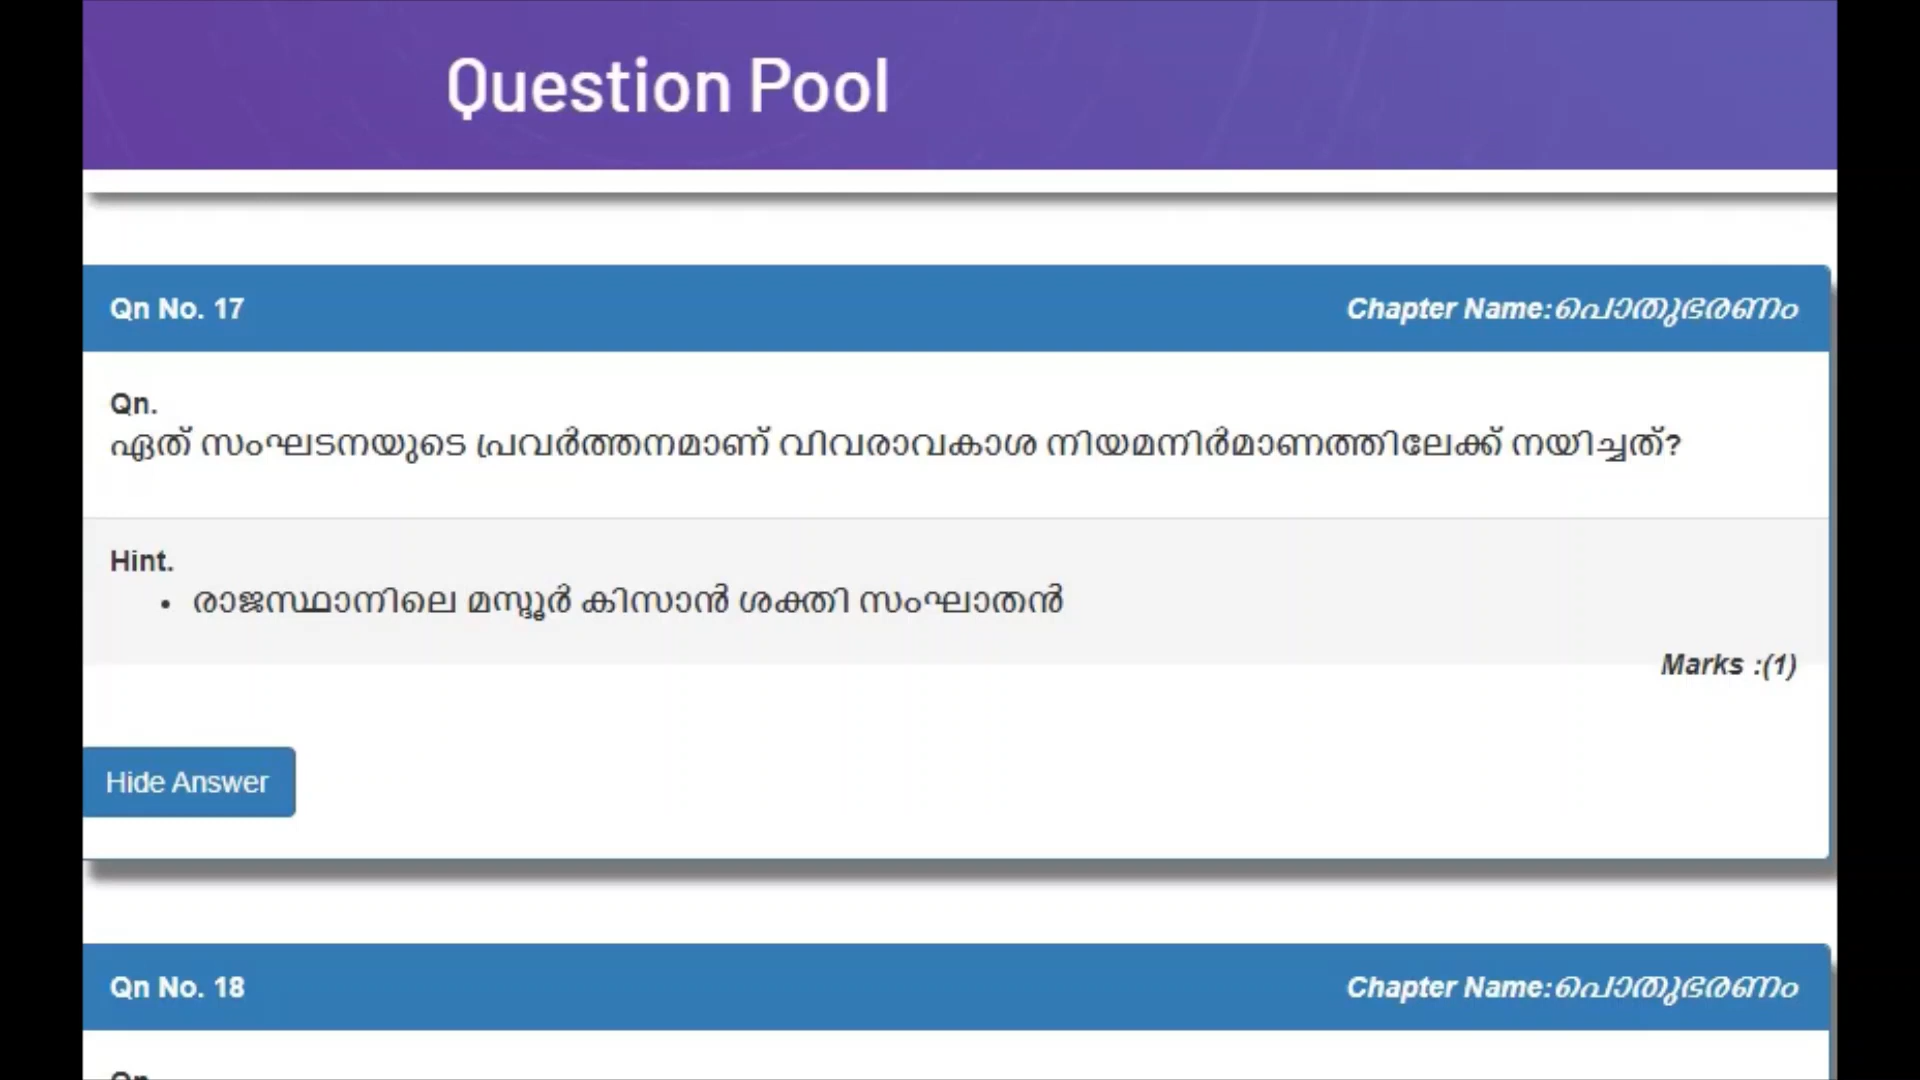 Question Pool
Qn No. 17
Chapter Name:പൊതുഭരണം
Qn.
ഏത് സംഘടനയുടെ പ്രവർത്തനമാണ് വിവരാവകാശ നിയമനിർമാണത്തിലേക്ക് നയിച്ചത്?
Hint.
• രാജസ്ഥാനിലെ മസ്ദൂർ കിസാൻ ശക്തി സംഘാതൻ
Marks :(1)
Hide Answer
Qn No. 18
Chapter Name:പൊതുഭരണം